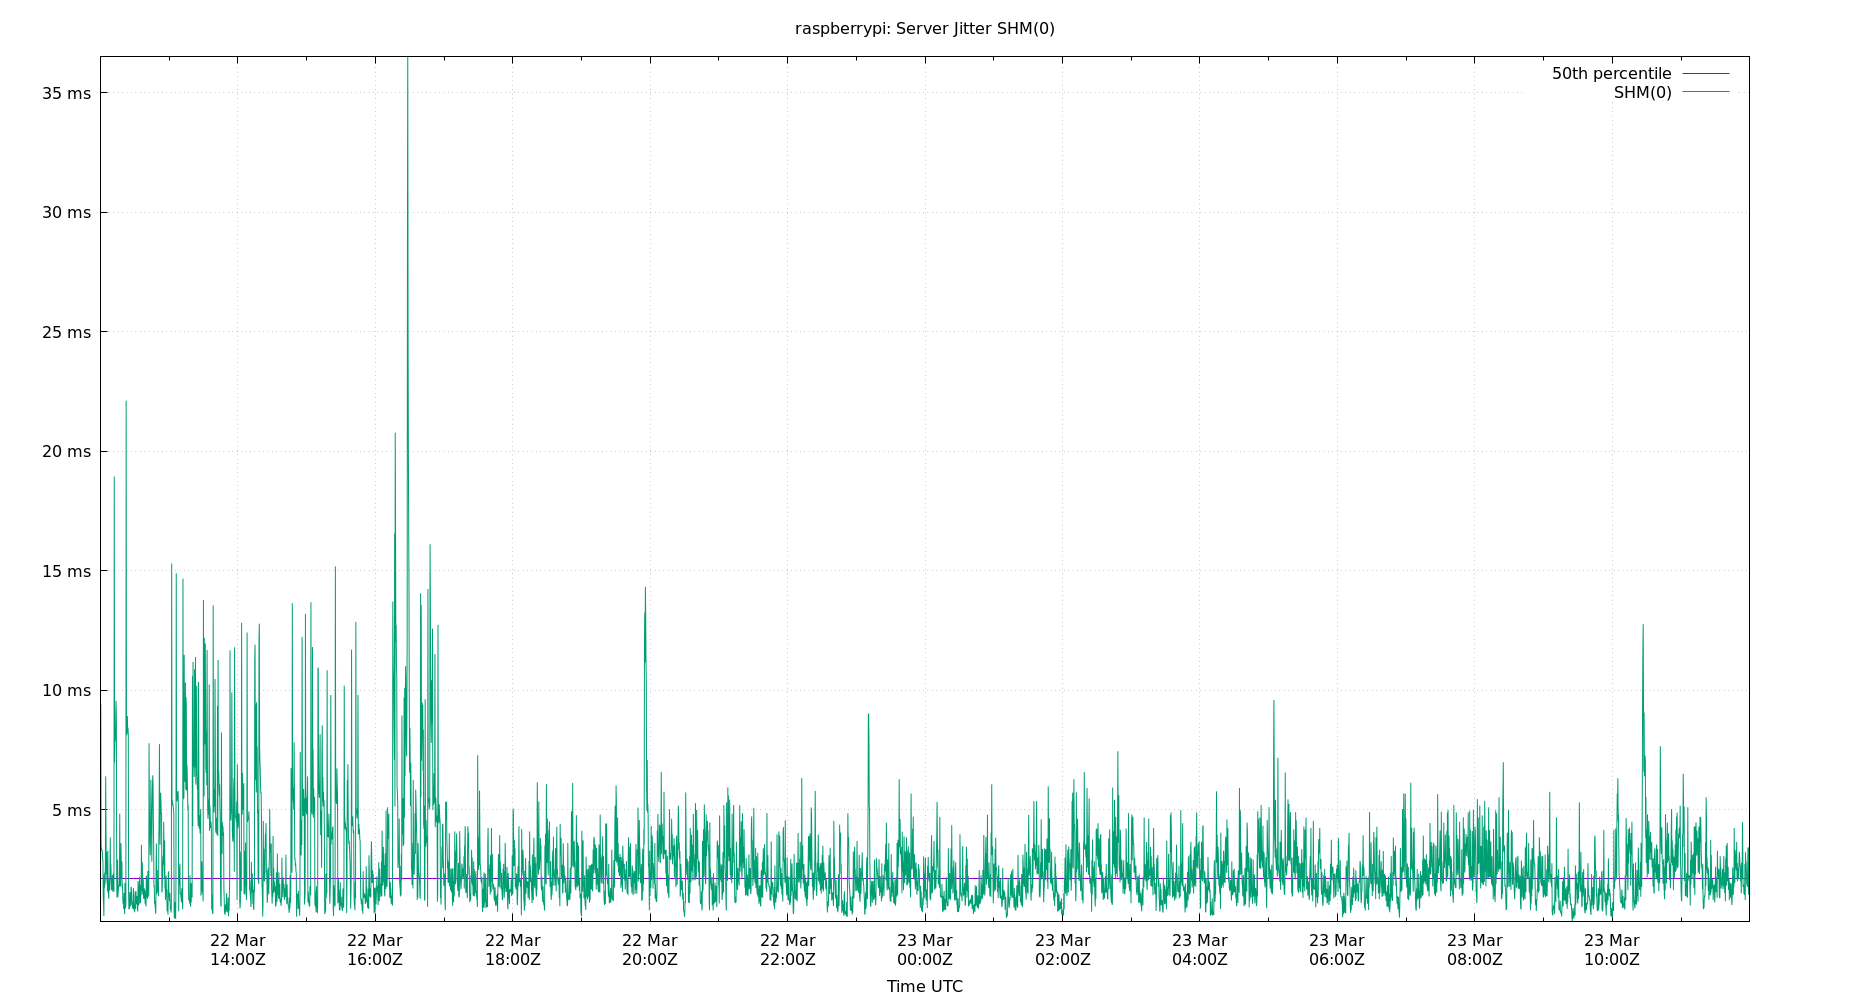 raspberrypi: Server Jitter SHM(0)
50th percentile
SHM(0)
35 ms
30 ms
25 ms
20 ms
15 ms
10 ms
5 ms
22 Mar 22 Mar 22 Mar 22 Mar 22 Mar 23 Mar 23 Mar 23 Mar 23 Mar 23 Mar 23 Mar
14:00Z 16:00Z 18:00Z 20:00Z 22:00Z 00:00Z 02:00Z 04:00Z 06:00Z 08:00Z 10:00Z
Time UTC